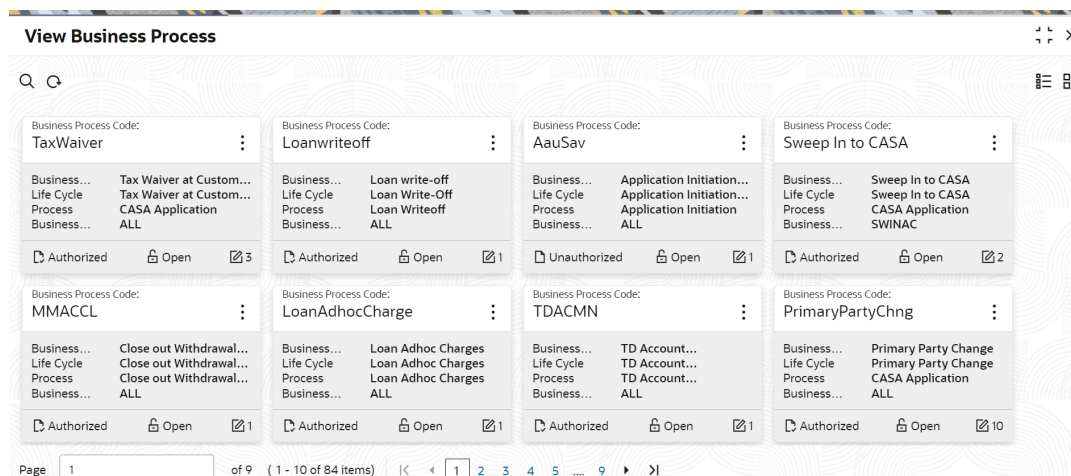 View Business Process
Business Process Code:
TaxWaiver
Business... Tax Waiver at Custom...
Life Cycle Tax Waiver at Custom...
Process CASA Application
Business... ALL
Authorized Open 3
Business Process Code:
Loanwriteoff
Business... Loan write-off
Life Cycle Loan Write-Off
Process Loan Writeoff
Business... ALL
Authorized Open 1
Business Process Code:
AauSav
Business... Application Initiation...
Life Cycle Application Initiation...
Process Application Initiation
Business... ALL
Unauthorized Open 1
Business Process Code:
Sweep In to CASA
Business... Sweep In to CASA
Life Cycle Sweep In to CASA
Process CASA Application
Business... SWINAC
Authorized Open 2
Business Process Code:
MMACCL
Business... Close out Withdrawal...
Life Cycle Close out Withdrawal...
Process Close out Withdrawal...
Business... ALL
Authorized Open 1
Business Process Code:
LoanAdhocCharge
Business... Loan Adhoc Charges
Life Cycle Loan Adhoc Charges
Process Loan Adhoc Charges
Business... ALL
Authorized Open 1
Business Process Code:
TDACMN
Business... TD Account...
Life Cycle TD Account...
Process TD Account...
Business... ALL
Authorized Open 1
Business Process Code:
PrimaryPartyChng
Business... Primary Party Change
Life Cycle Primary Party Change
Process CASA Application
Business... ALL
Authorized Open 10
Page 1 of 9 (1 - 10 of 84 items) 1 2 3 4 5 .... 9